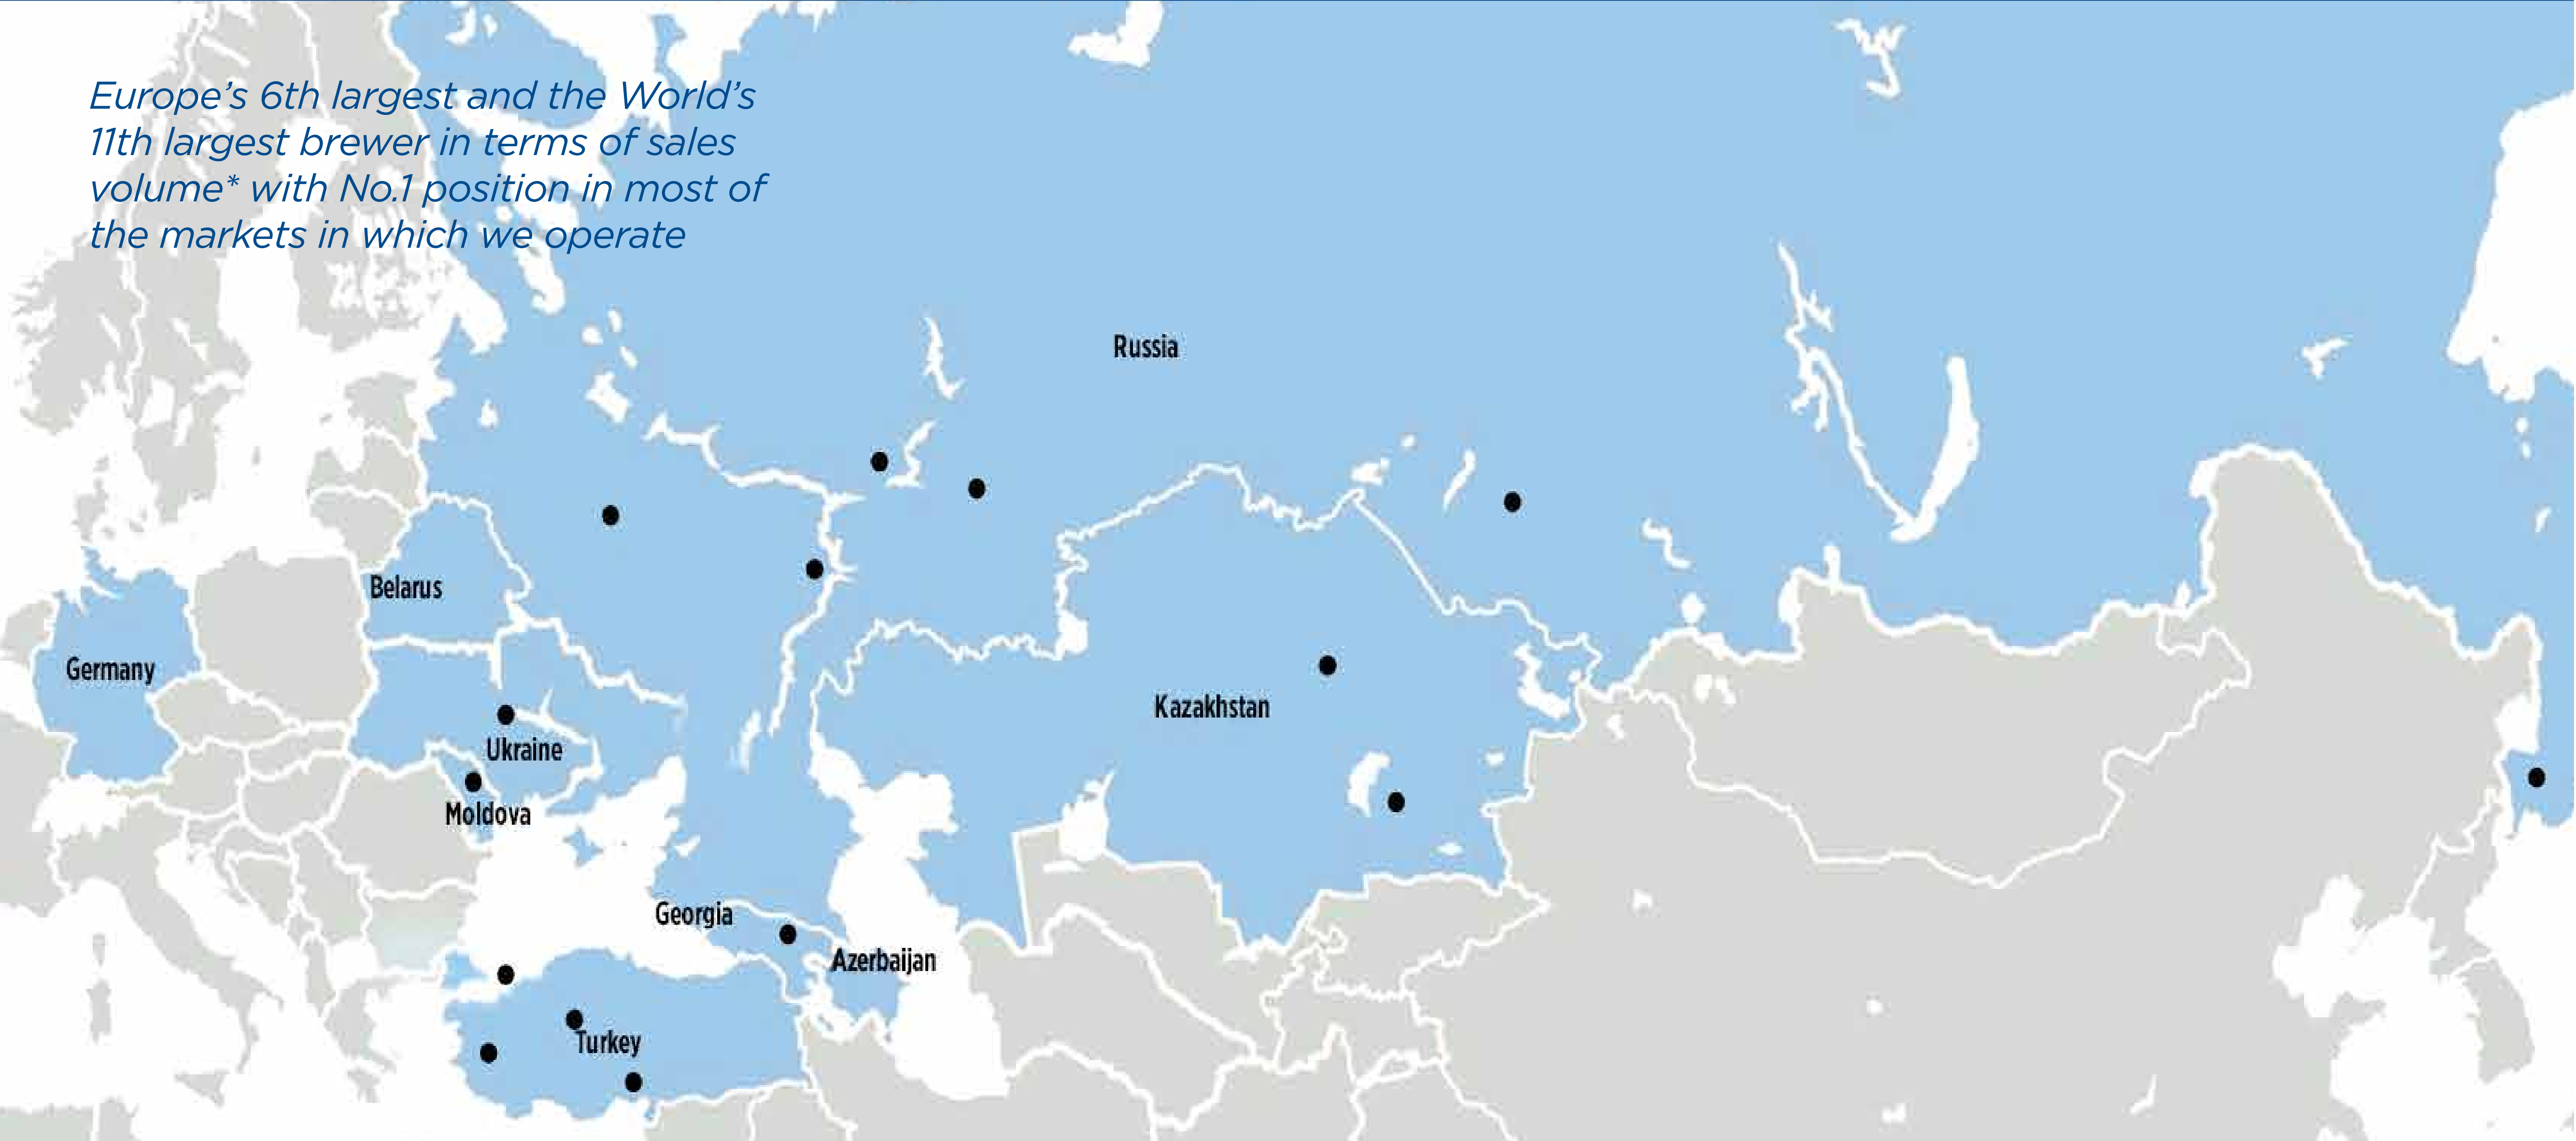 Europe’s 6th largest and the World’s
11th largest brewer in terms of sales
volume* with No.1 position in most of
the markets in which we operate
Russia
Belarus
Germany
Kazakhstan
Ukraine
Moldova
Georgia
Azerbaijan
Turkey